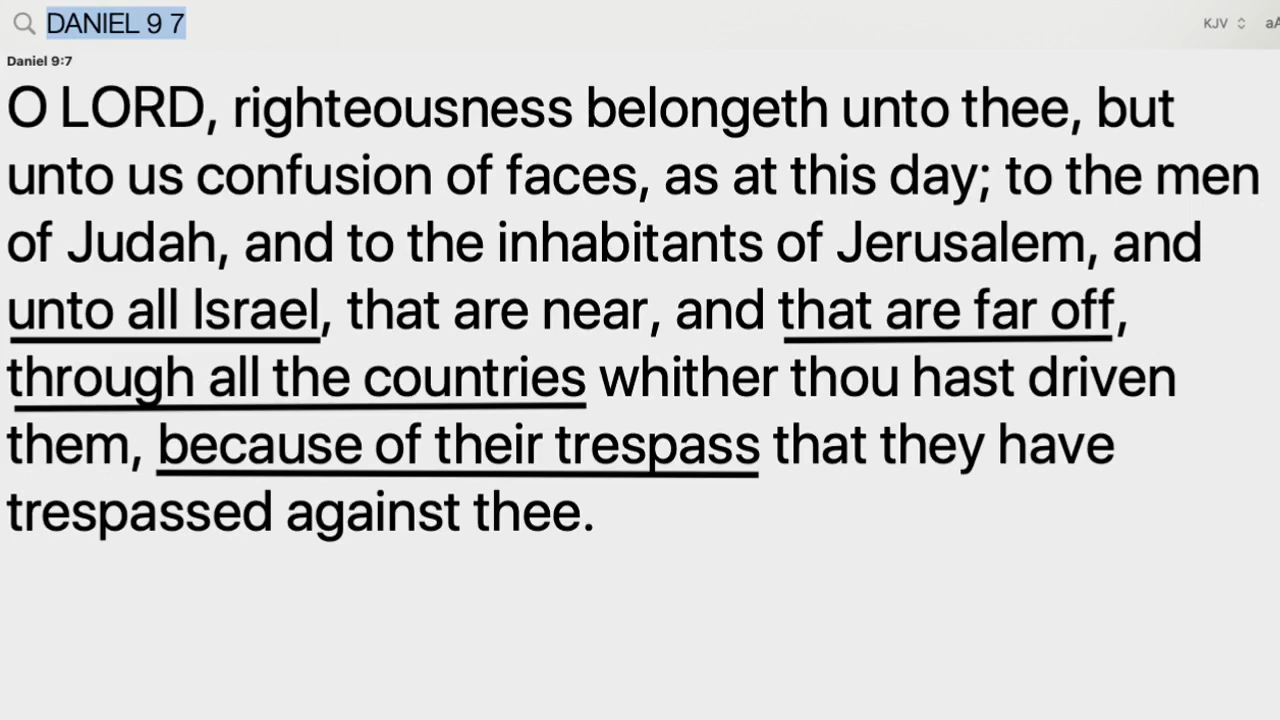 DANIEL 9 7
KJV
Daniel 9:7
O LORD, righteousness belongeth unto thee, but
unto us confusion of faces, as at this day; to the men
of Judah, and to the inhabitants of Jerusalem, and
unto all Israel, that are near, and that are far off,
through all the countries whither thou hast driven
them, because of their trespass that they have
trespassed against thee.